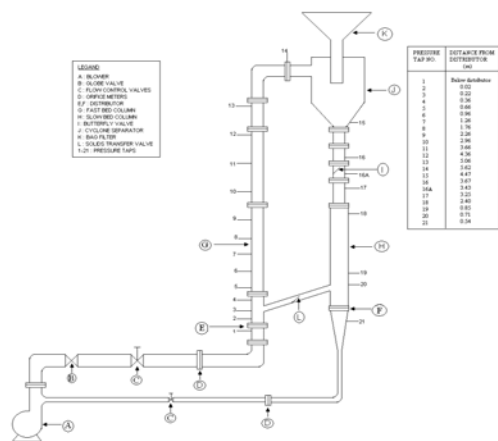 LEGAND
A : BLOWER
B : GLOBE VALVE
C : FLOW CONTROL VALVES
D : ORIFICE METERS
E,F : DISTRIBUTOR
G : FAST BED COLUMN
H : SLOW BED COLUMN
I : BUTTERFLY VALVE
J : CYCLONE SEPARATOR
K : BAG FILTER
L : SOLIDS TRANSFER VALVE
1-21 : PRESSURE TAPS
PRESSURE TAP NO. DISTANCE FROM DISTRIBUTOR (m)
1 Below distributor
2 0.02
3 0.22
4 0.36
5 0.66
6 0.96
7 1.26
8 1.76
9 2.26
10 2.96
11 3.66
12 4.36
13 5.06
14 5.62
15 4.47
16 3.67
16A 3.43
17 3.25
18 2.40
19 0.85
20 0.71
21 0.34
K
14
J
13
15
12
16
11
I
16A
10
17
9
18
8
G
H
7
6
19
5
20
4
3
L
2
E
F
1
21
B
C
D
C
D
A